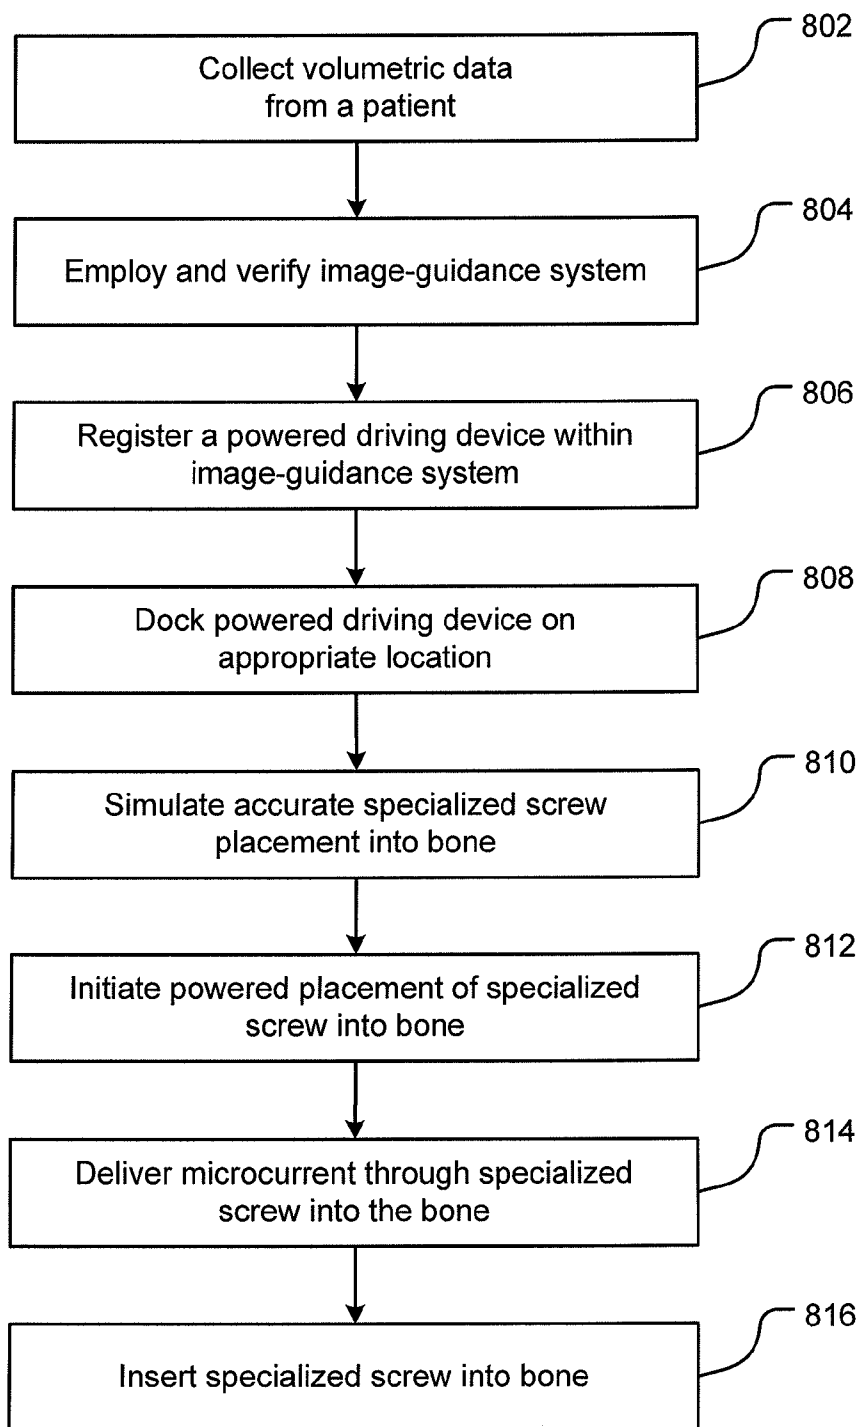 802
Collect volumetric data
from a patient
804
Employ and verify image-guidance system
806
Register a powered driving device within
image-guidance system
808
Dock powered driving device on
appropriate location
810
Simulate accurate specialized screw
placement into bone
812
Initiate powered placement of specialized
screw into bone
814
Deliver microcurrent through specialized
screw into the bone
816
Insert specialized screw into bone